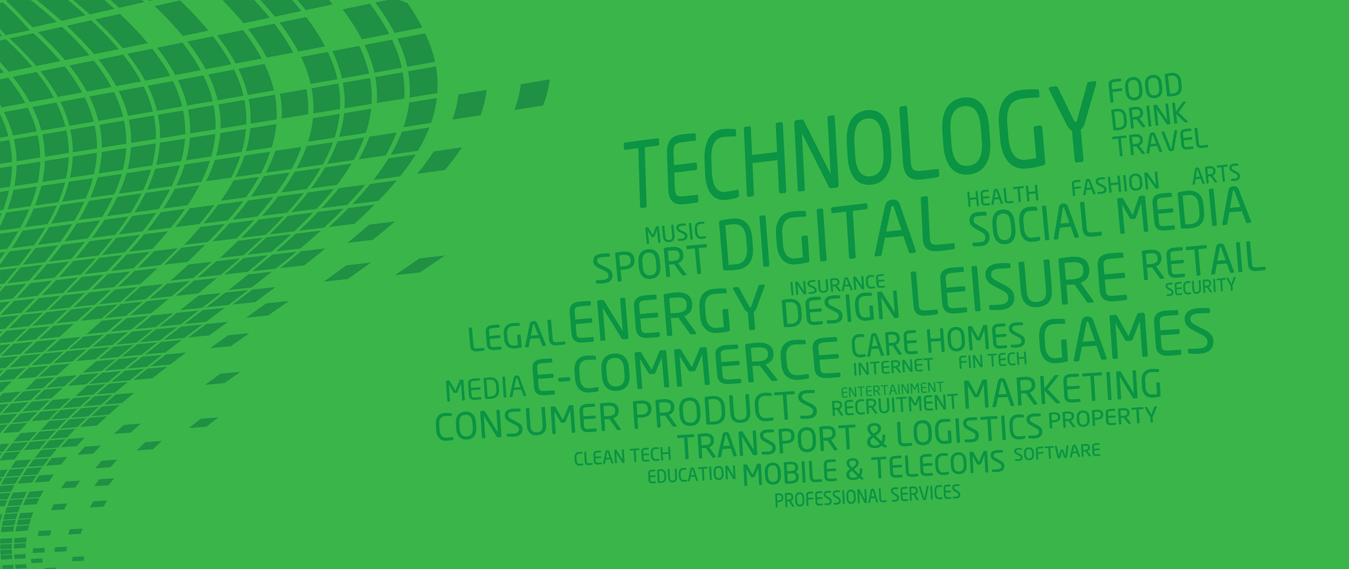 TECHNOLOGY
FOOD
DRINK
TRAVEL
MUSIC
SPORT
DIGITAL
HEALTH FASHION ARTS
SOCIAL MEDIA
LEGAL ENERGY
INSURANCE
DESIGN
LEISURE
RETAIL
SECURITY
MEDIA E-COMMERCE
CARE HOMES
INTERNET FIN TECH
GAMES
CONSUMER PRODUCTS
ENTERTAINMENT
RECRUITMENT
MARKETING
CLEAN TECH TRANSPORT & LOGISTICS PROPERTY
EDUCATION MOBILE & TELECOMS SOFTWARE
PROFESSIONAL SERVICES